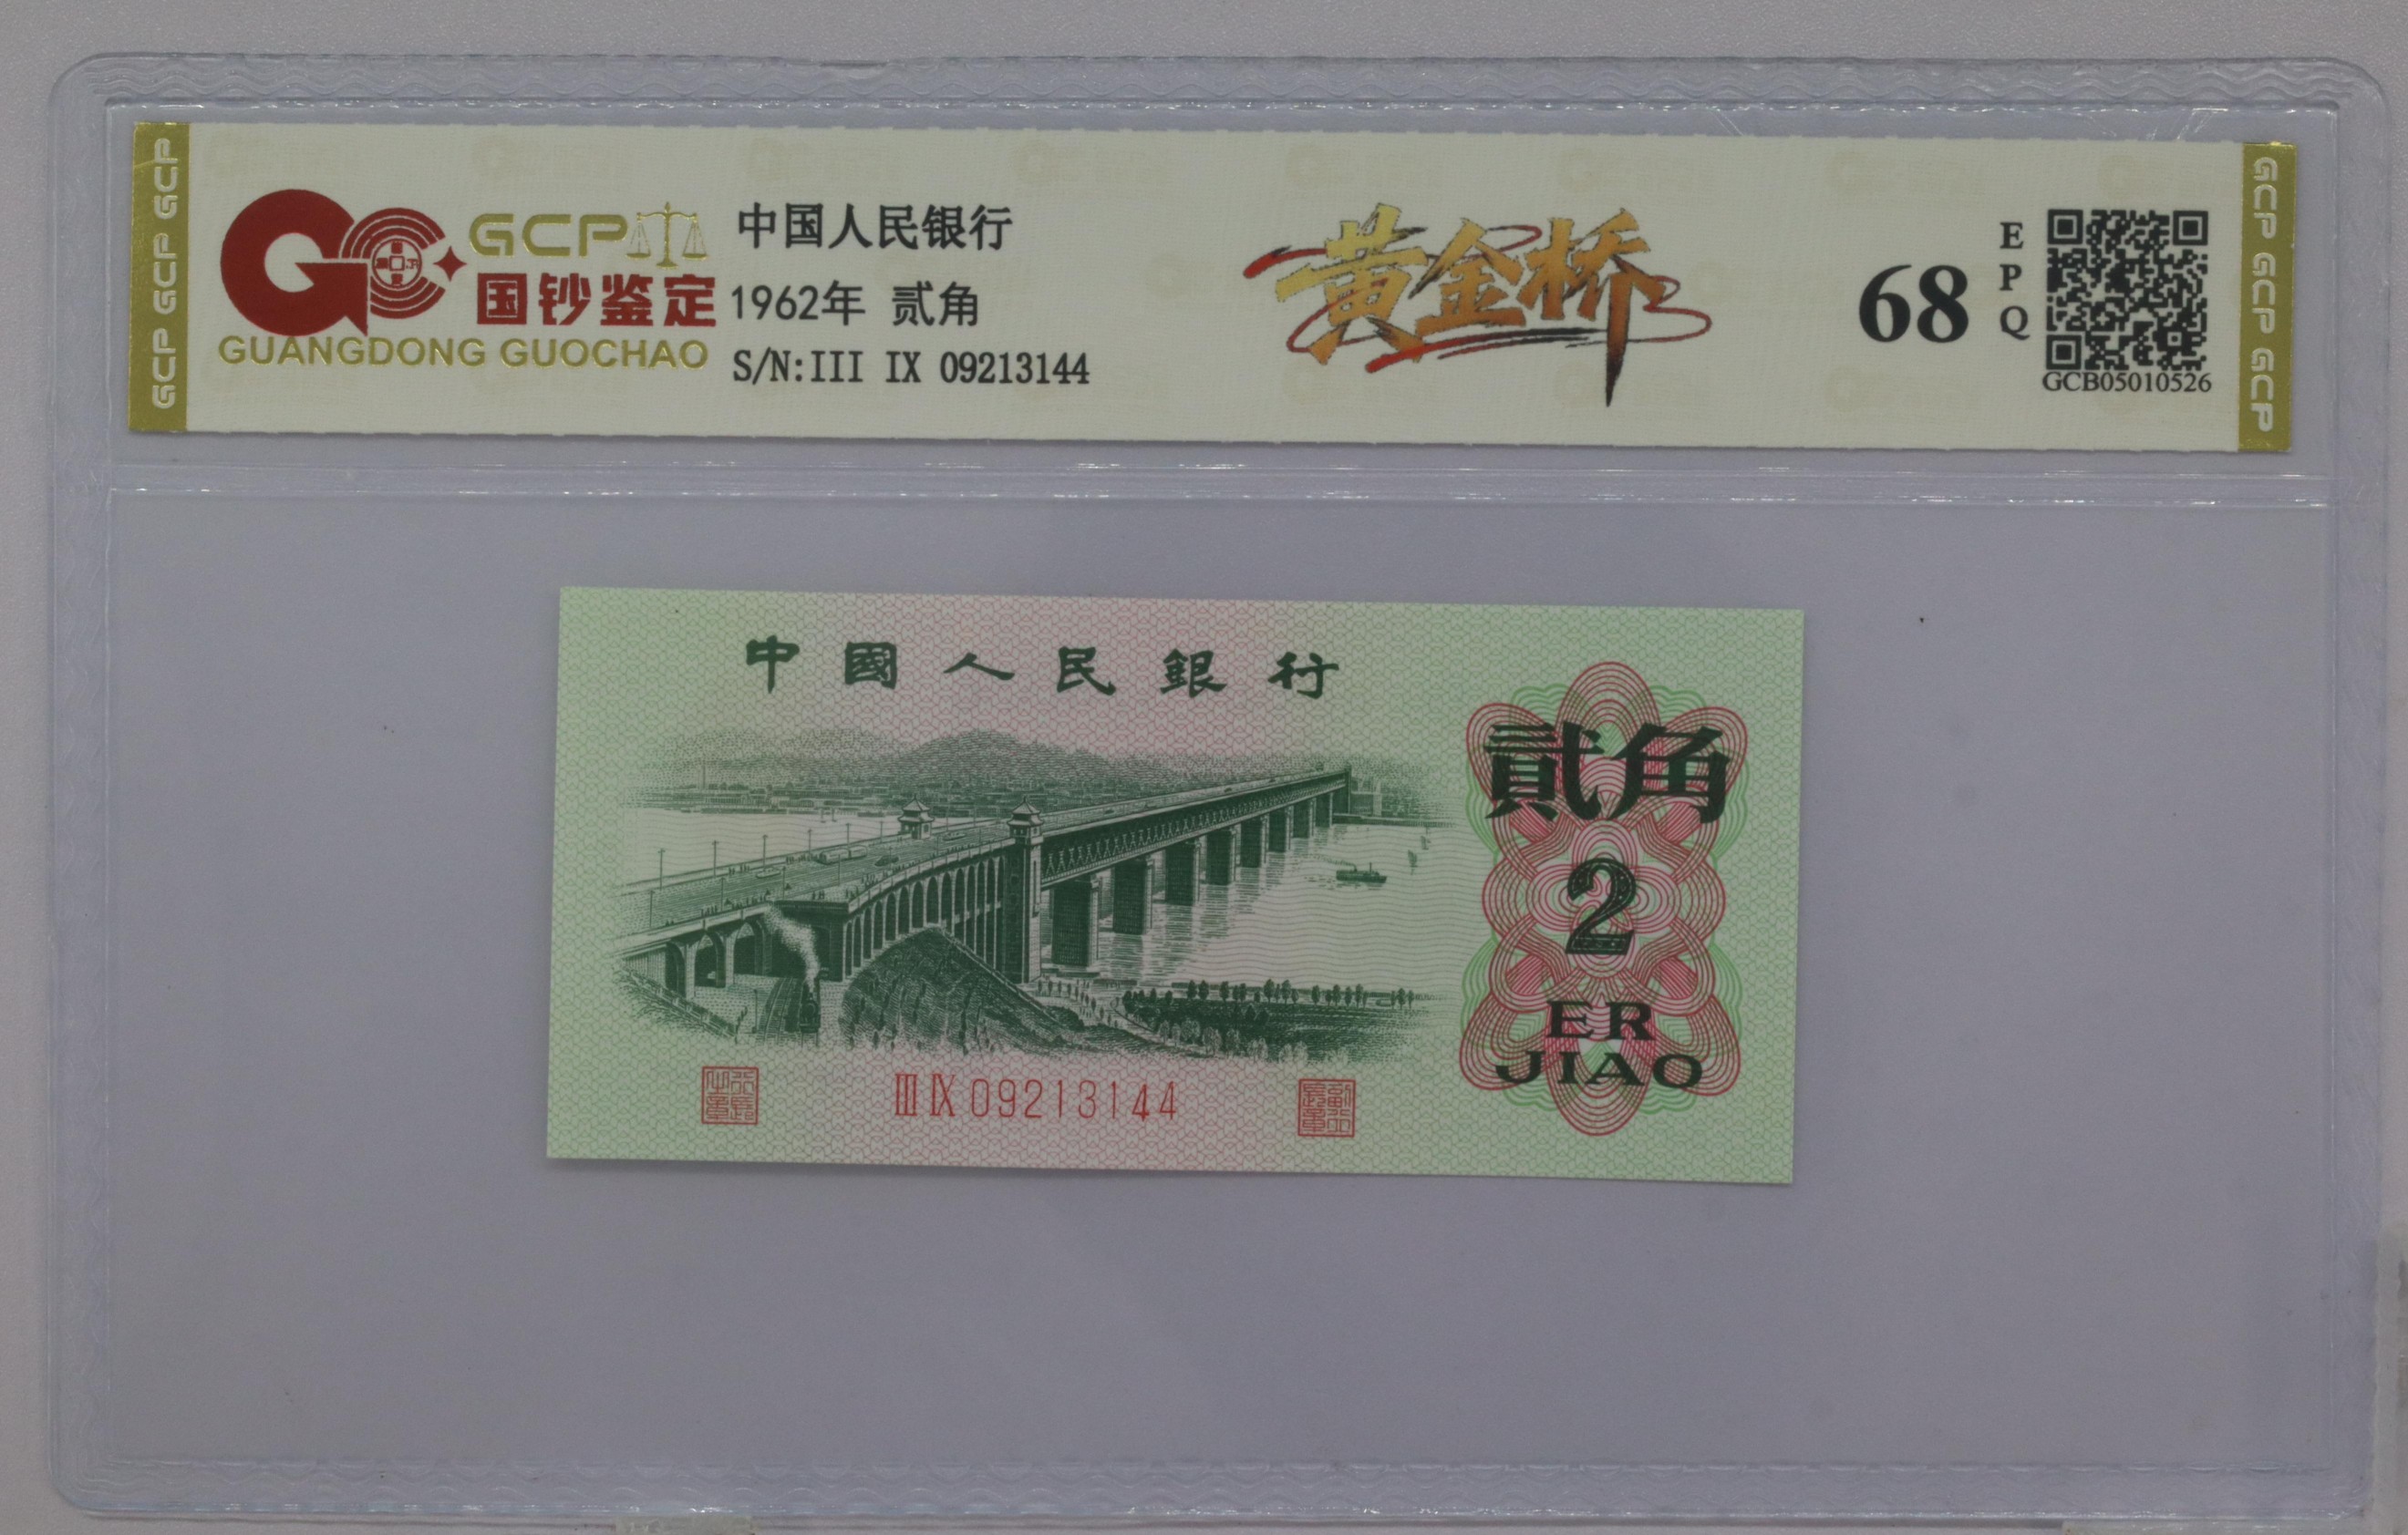 GCP GCP GCP
GCP
国钞鉴定
GUANGDONG GUOCHAO
中国人民银行
1962年 贰角
S/N:III IX 09213144
黄金桥
68
EPQ
GCB05010526
GCP GCP GCP
中國人民銀行
貳角
2
ER
JIAO
III IX 09213144